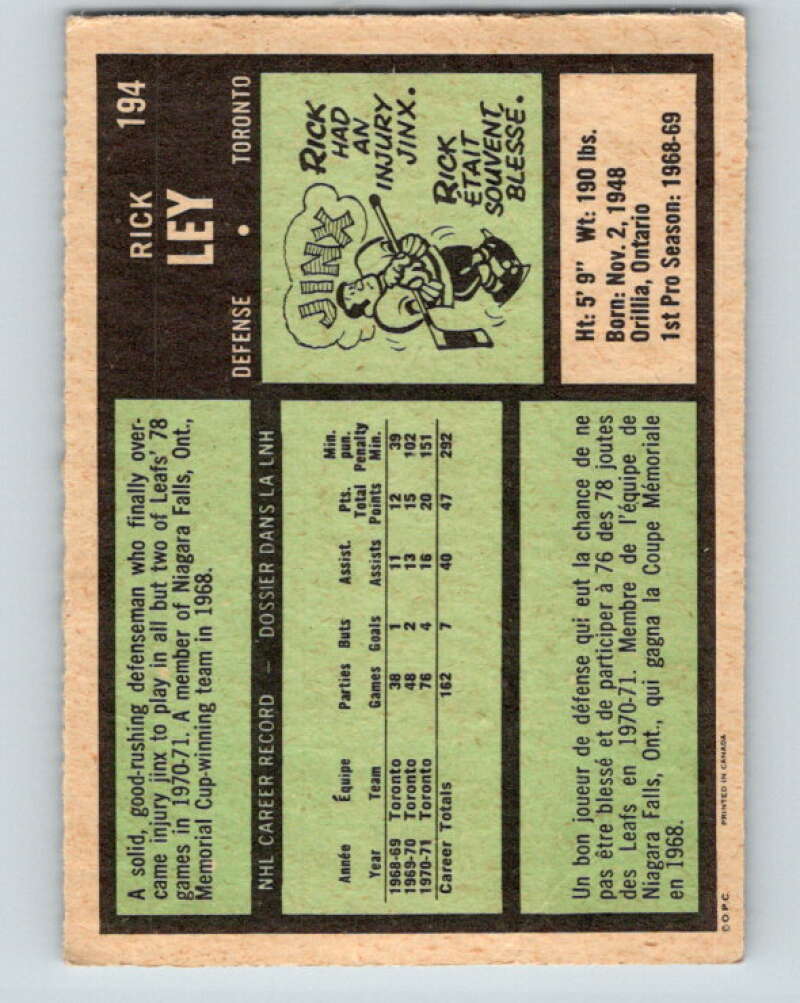 194
RICK
LEY
DEFENSE • TORONTO
JINX
RICK
HAD
AN
INJURY
JINX.
RICK
ÉTAIT
SOUVENT
BLESSÉ.
Ht: 5' 9" Wt: 190 lbs.
Born: Nov. 2, 1948
Orillia, Ontario
1st Pro Season: 1968-69
A solid, good-rushing defenseman who finally over-
came injury jinx to play in all but two of Leafs' 78
games in 1970-71. A member of Niagara Falls, Ont.,
Memorial Cup-winning team in 1968.
NHL CAREER RECORD – DOSSIER DANS LA LNH
Année Équipe Parties Buts Assist. Pts. Total Min. pun.
Year Team Games Goals Assists Points Penalty Min.
1968-69 Toronto 38 1 11 12 39
1969-70 Toronto 48 2 13 15 102
1970-71 Toronto 76 4 16 20 151
Career Totals 162 7 40 47 292
Un bon joueur de défense qui eut la chance de ne
pas être blessé et de participer à 76 des 78 joutes
des Leafs en 1970-71. Membre de l'équipe de
Niagara Falls, Ont., qui gagna la Coupe Mémoriale
en 1968.
© O.P.C. PRINTED IN CANADA